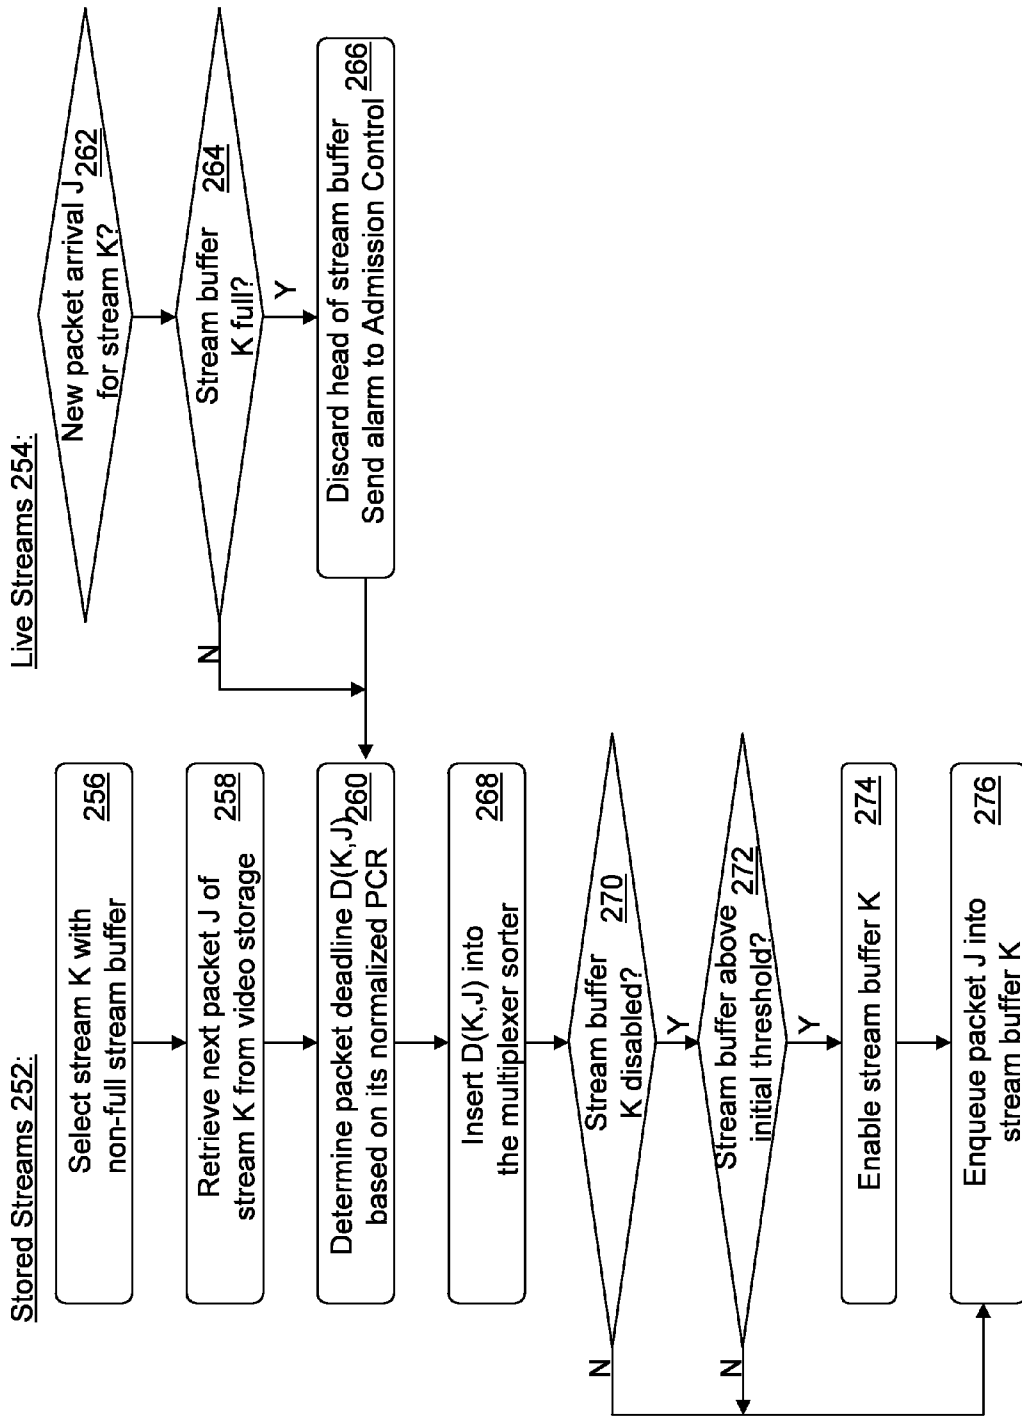 Stored Streams 252:
Select stream K with
non-full stream buffer
256
Retrieve next packet J of
stream K from video storage
258
Determine packet deadline D(K,J)
based on its normalized PCR
260
Insert D(K,J) into
the multiplexer sorter
268
Stream buffer
K disabled?
270
N
Y
Stream buffer above
initial threshold?
272
N
Y
Enable stream buffer K
274
Enqueue packet J into
stream buffer K
276
Live Streams 254:
New packet arrival J
for stream K?
262
Stream buffer
K full?
264
N
Y
Discard head of stream buffer
Send alarm to Admission Control
266